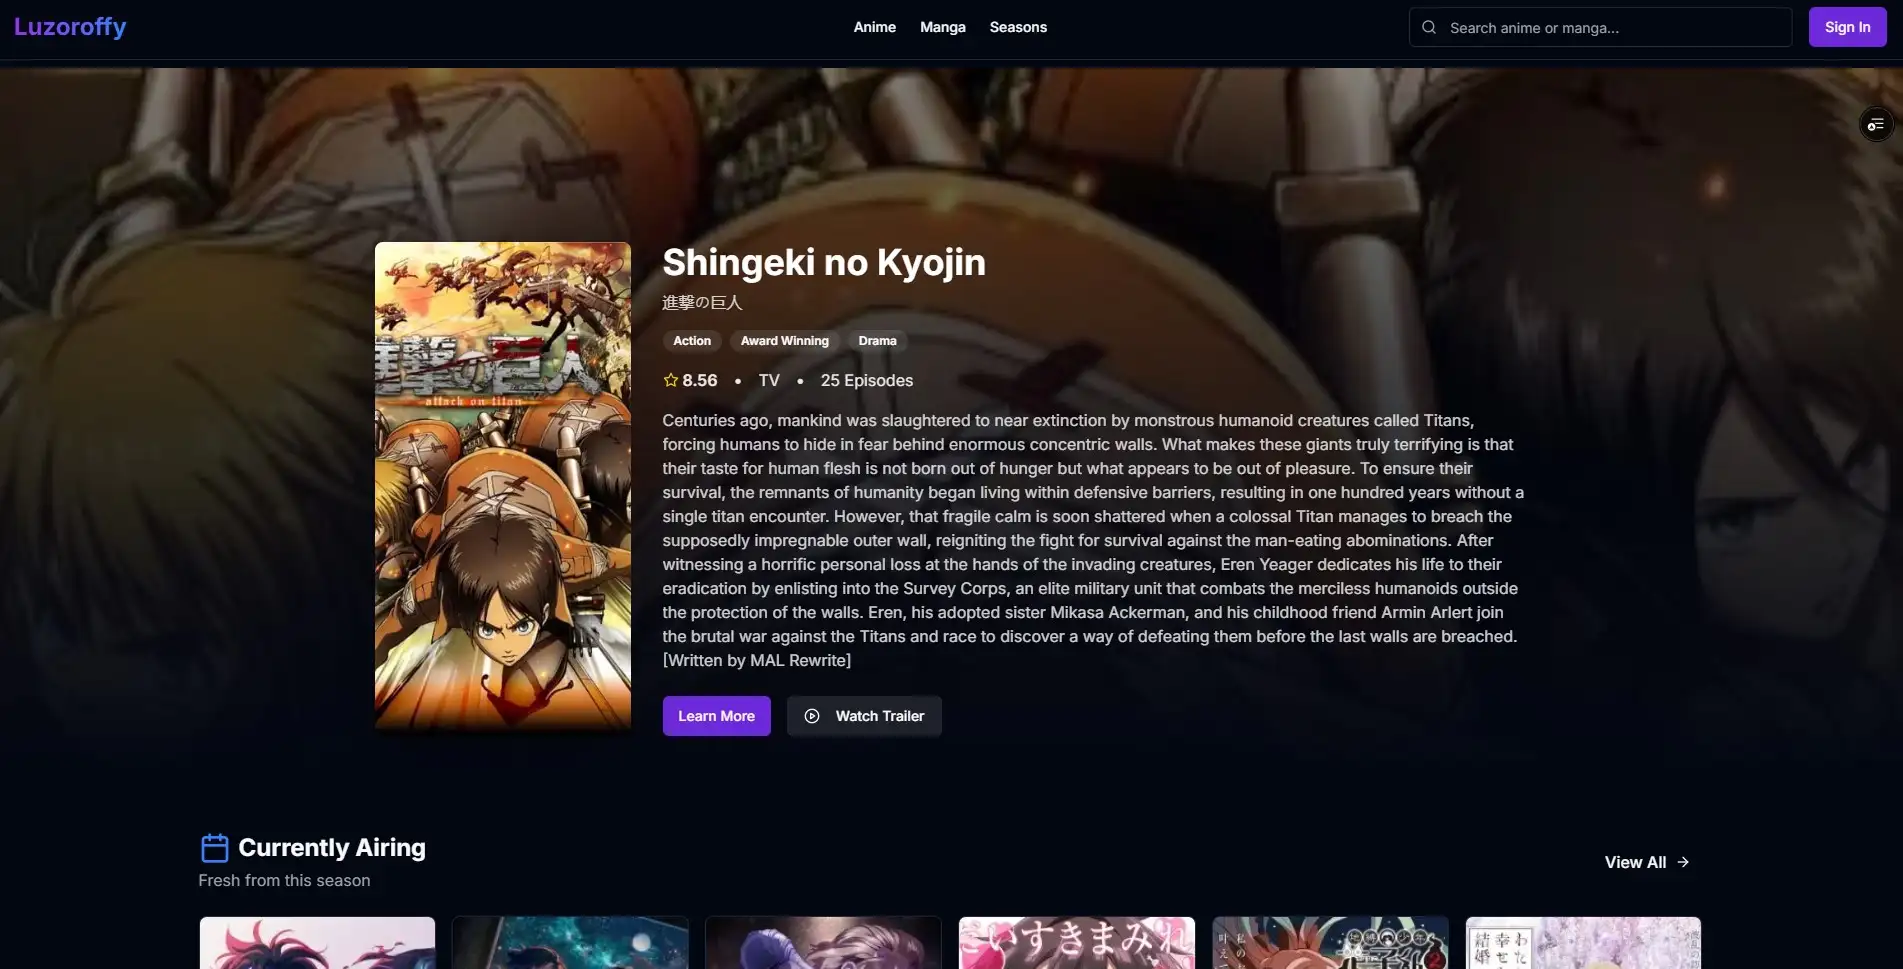 Luzoroffy
Anime Manga Seasons
Search anime or manga...
Sign In
Shingeki no Kyojin
進撃の巨人
Action Award Winning Drama
8.56 • TV • 25 Episodes
Centuries ago, mankind was slaughtered to near extinction by monstrous humanoid creatures called Titans,
forcing humans to hide in fear behind enormous concentric walls. What makes these giants truly terrifying is that
their taste for human flesh is not born out of hunger but what appears to be out of pleasure. To ensure their
survival, the remnants of humanity began living within defensive barriers, resulting in one hundred years without a
single titan encounter. However, that fragile calm is soon shattered when a colossal Titan manages to breach the
supposedly impregnable outer wall, reigniting the fight for survival against the man-eating abominations. After
witnessing a horrific personal loss at the hands of the invading creatures, Eren Yeager dedicates his life to their
eradication by enlisting into the Survey Corps, an elite military unit that combats the merciless humanoids outside
the protection of the walls. Eren, his adopted sister Mikasa Ackerman, and his childhood friend Armin Arlert join
the brutal war against the Titans and race to discover a way of defeating them before the last walls are breached.
[Written by MAL Rewrite]
Learn More
Watch Trailer
撃の巨人
attack on titan
Currently Airing
Fresh from this season
View All →
こいすきまみれ